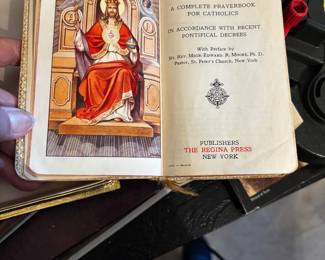 A COMPLETE PRAYERBOOK
FOR CATHOLICS
IN ACCORDANCE WITH RECENT
PONTIFICAL DECREES
With Preface by
RT. REV. MSGR. EDWARD R. MOORE, PH. D.
PASTOR, ST. PETER'S CHURCH, NEW YORK
PUBLISHERS
THE REGINA PRESS
NEW YORK